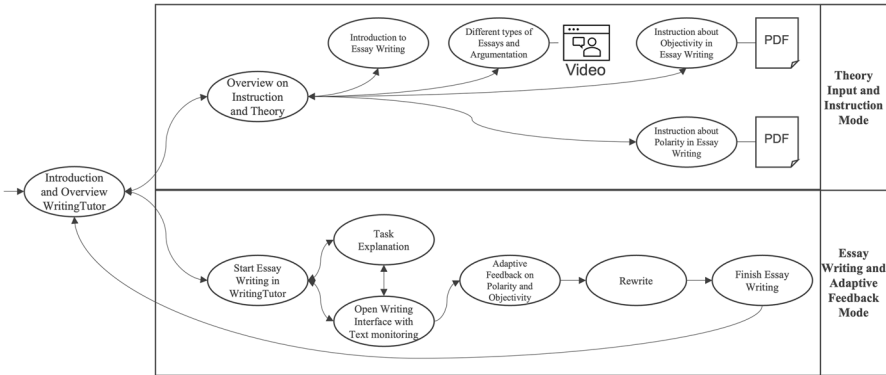 Introduction to
Essay Writing
Different types of
Essays and
Argumentation
Video
Instruction about
Objectivity in
Essay Writing
PDF
Overview on
Instruction
and Theory
Instruction about
Polarity in Essay
Writing
PDF
Theory
Input and
Instruction
Mode
Introduction
and Overview
WritingTutor
Task
Explanation
Start Essay
Writing in
WritingTutor
Open Writing
Interface with
Text monitoring
Adaptive
Feedback on
Polarity and
Objectivity
Rewrite
Finish Essay
Writing
Essay
Writing and
Adaptive
Feedback
Mode